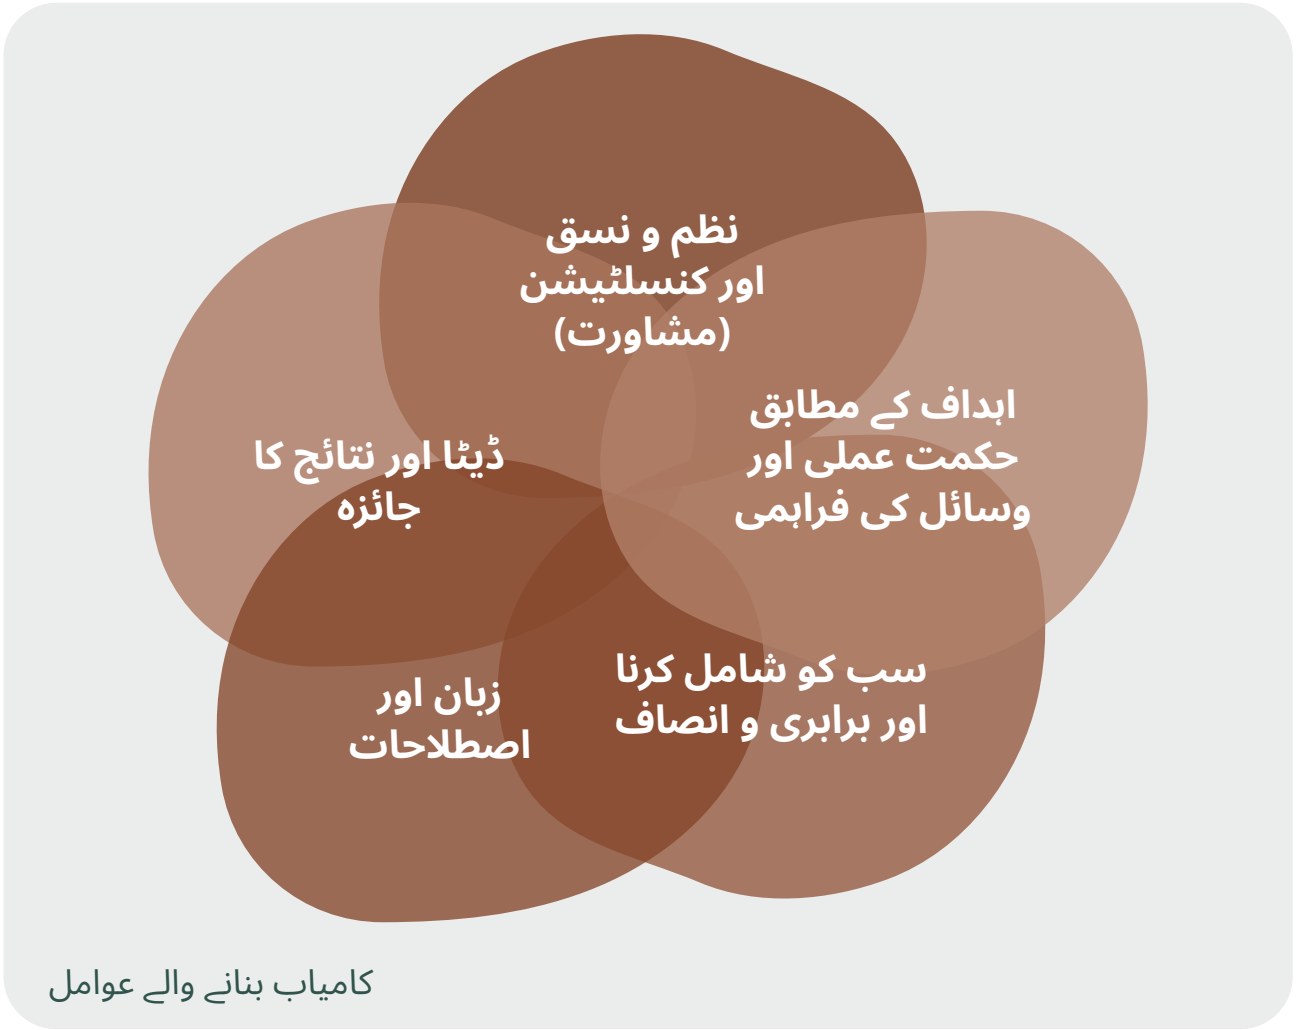 نظم و نسق
اور کنسلٹیشن
(مشاورت)
اہداف کے مطابق
حکمت عملی اور
وسائل کی فراہمی
ڈیٹا اور نتائج کا
جائزہ
سب کو شامل کرنا
اور برابری و انصاف
زبان اور
اصطلاحات
کامیاب بنانے والے عوامل